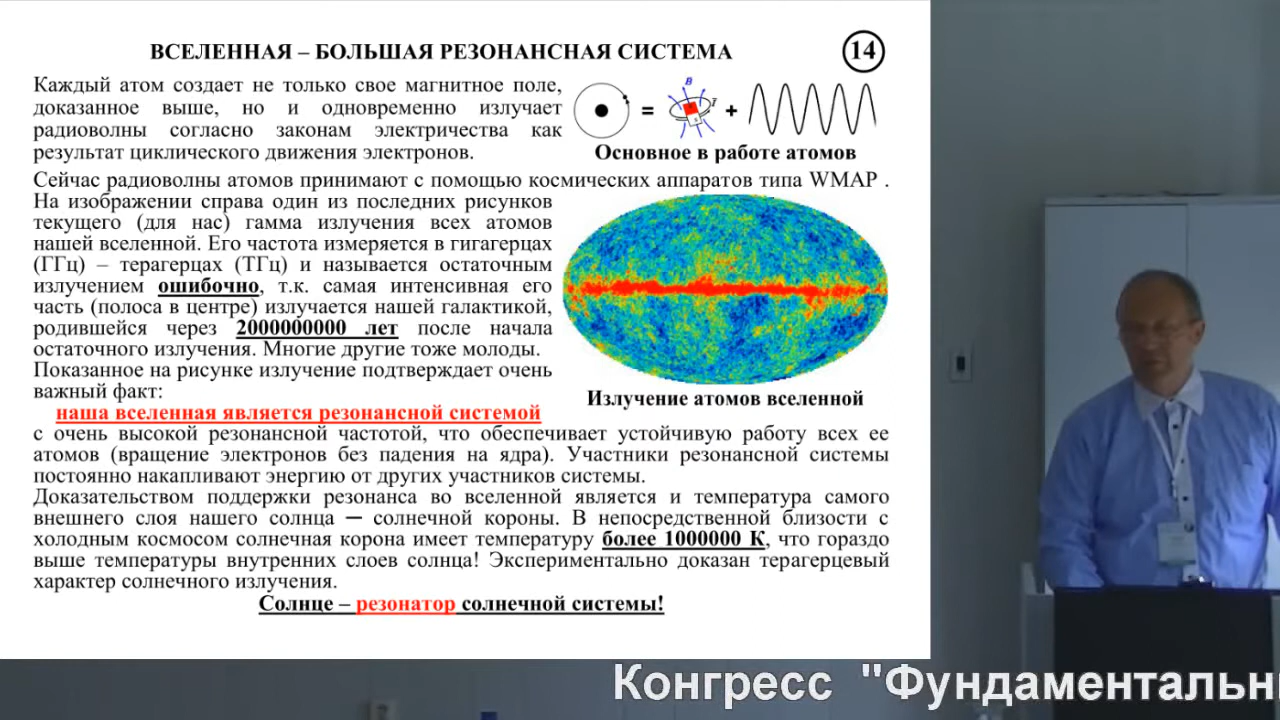 ВСЕЛЕННАЯ – БОЛЬШАЯ РЕЗОНАНСНАЯ СИСТЕМА
14
Каждый атом создает не только свое магнитное поле,
доказанное выше, но и одновременно излучает
радиоволны согласно законам электричества как
результат циклического движения электронов.
= +
Основное в работе атомов
Сейчас радиоволны атомов принимают с помощью космических аппаратов типа WMAP .
На изображении справа один из последних рисунков
текущего (для нас) гамма излучения всех атомов
нашей вселенной. Его частота измеряется в гигагерцах
(ГГц) – терагерцах (ТГц) и называется остаточным
излучением ошибочно, т.к. самая интенсивная его
часть (полоса в центре) излучается нашей галактикой,
родившейся через 2000000000 лет после начала
остаточного излучения. Многие другие тоже молоды.
Показанное на рисунке излучение подтверждает очень
важный факт:
Излучение атомов вселенной
наша вселенная является резонансной системой
с очень высокой резонансной частотой, что обеспечивает устойчивую работу всех ее
атомов (вращение электронов без падения на ядра). Участники резонансной системы
постоянно накапливают энергию от других участников системы.
Доказательством поддержки резонанса во вселенной является и температура самого
внешнего слоя нашего солнца — солнечной короны. В непосредственной близости с
холодным космосом солнечная корона имеет температуру более 1000000 К, что гораздо
выше температуры внутренних слоев солнца! Экспериментально доказан терагерцевый
характер солнечного излучения.
Солнце – резонатор солнечной системы!
Конгресс "Фундаментальн